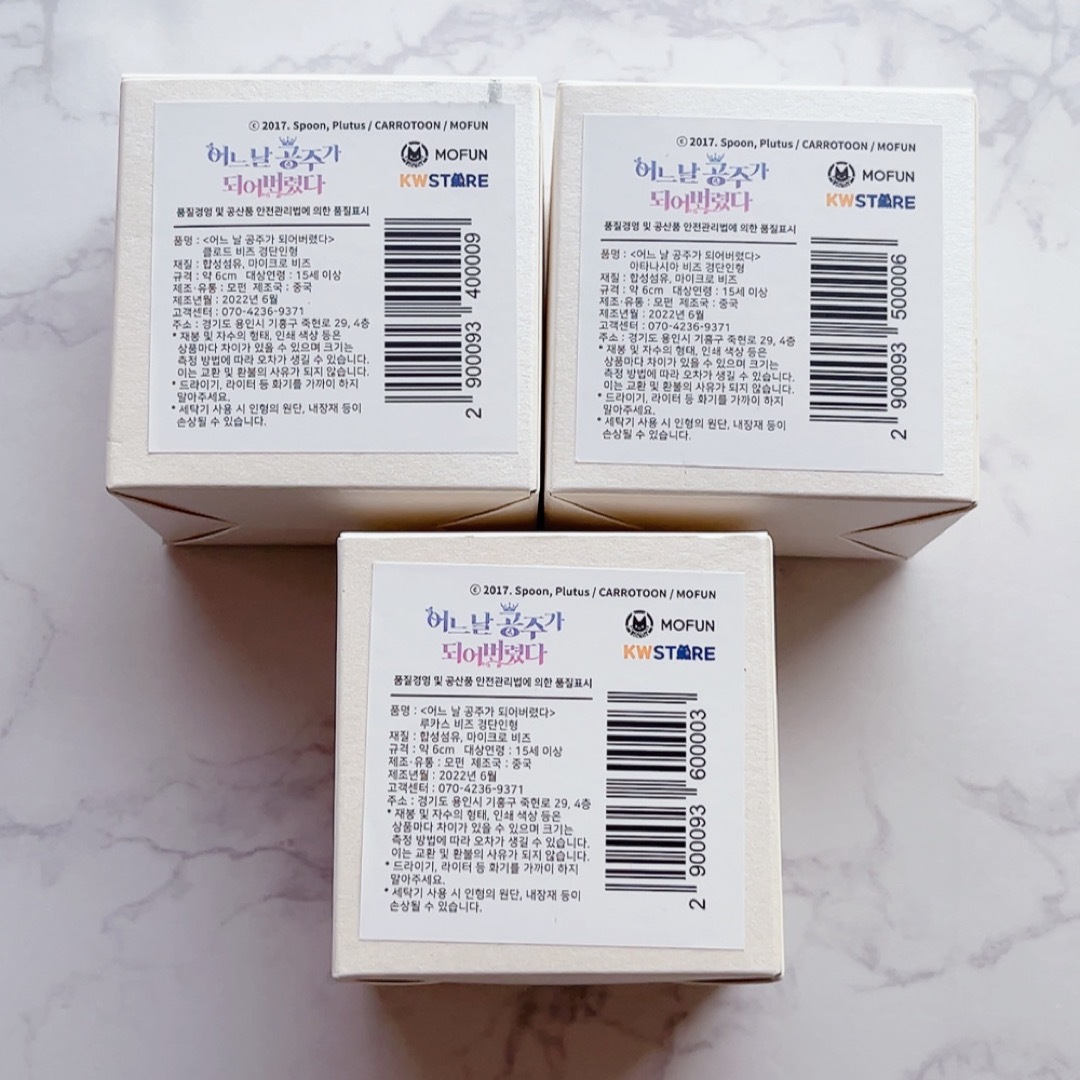 ⓒ 2017. Spoon, Plutus / CARROTOON / MOFUN
어느 날 공주가
되어버렸다
MOFUN
KWSTORE
품질경영 및 공산품 안전관리법에 의한 품질표시
품명 : <어느 날 공주가 되어버렸다>
클로드 비즈 경단인형
재질 : 합성섬유, 마이크로 비즈
규격 : 약 6cm 대상연령 : 15세 이상
제조·유통 : 모펀 제조국 : 중국
제조년월 : 2022년 6월
고객센터 : 070-4236-9371
주소 : 경기도 용인시 기흥구 죽현로 29, 4층
* 재봉 및 자수의 형태, 인쇄 색상 등은
상품마다 차이가 있을 수 있으며 크기는
측정 방법에 따라 오차가 생길 수 있습니다.
이는 교환 및 환불의 사유가 되지 않습니다.
* 드라이기, 라이터 등 화기를 가까이 하지
말아주세요.
* 세탁기 사용 시 인형의 원단, 내장재 등이
손상될 수 있습니다.
2 900093 400009
ⓒ 2017. Spoon, Plutus / CARROTOON / MOFUN
어느 날 공주가
되어버렸다
MOFUN
KWSTORE
품질경영 및 공산품 안전관리법에 의한 품질표시
품명 : <어느 날 공주가 되어버렸다>
아타나시아 비즈 경단인형
재질 : 합성섬유, 마이크로 비즈
규격 : 약 6cm 대상연령 : 15세 이상
제조·유통 : 모펀 제조국 : 중국
제조년월 : 2022년 6월
고객센터 : 070-4236-9371
주소 : 경기도 용인시 기흥구 죽현로 29, 4층
* 재봉 및 자수의 형태, 인쇄 색상 등은
상품마다 차이가 있을 수 있으며 크기는
측정 방법에 따라 오차가 생길 수 있습니다.
이는 교환 및 환불의 사유가 되지 않습니다.
* 드라이기, 라이터 등 화기를 가까이 하지
말아주세요.
* 세탁기 사용 시 인형의 원단, 내장재 등이
손상될 수 있습니다.
2 900093 500006
ⓒ 2017. Spoon, Plutus / CARROTOON / MOFUN
어느 날 공주가
되어버렸다
MOFUN
KWSTORE
품질경영 및 공산품 안전관리법에 의한 품질표시
품명 : <어느 날 공주가 되어버렸다>
루카스 비즈 경단인형
재질 : 합성섬유, 마이크로 비즈
규격 : 약 6cm 대상연령 : 15세 이상
제조·유통 : 모펀 제조국 : 중국
제조년월 : 2022년 6월
고객센터 : 070-4236-9371
주소 : 경기도 용인시 기흥구 죽현로 29, 4층
* 재봉 및 자수의 형태, 인쇄 색상 등은
상품마다 차이가 있을 수 있으며 크기는
측정 방법에 따라 오차가 생길 수 있습니다.
이는 교환 및 환불의 사유가 되지 않습니다.
* 드라이기, 라이터 등 화기를 가까이 하지
말아주세요.
* 세탁기 사용 시 인형의 원단, 내장재 등이
손상될 수 있습니다.
2 900093 600003